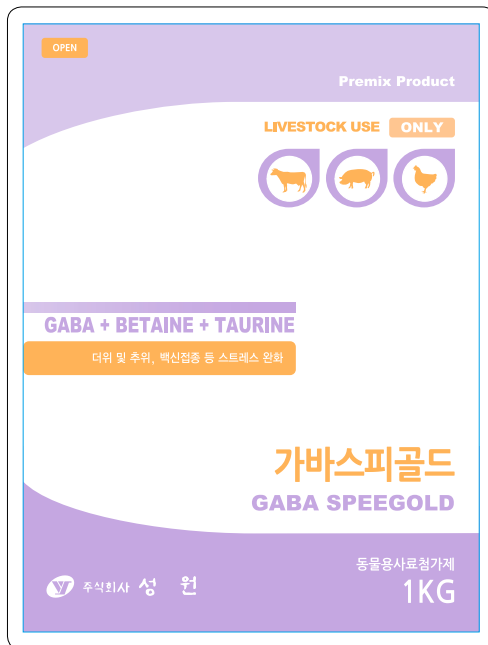 OPEN
Premix Product
LIVESTOCK USE ONLY
GABA + BETAINE + TAURINE
더위 및 추위, 백신접종 등 스트레스 완화
가바스피골드
GABA SPEEGOLD
동물용사료첨가제
주식회사 성 원
1KG